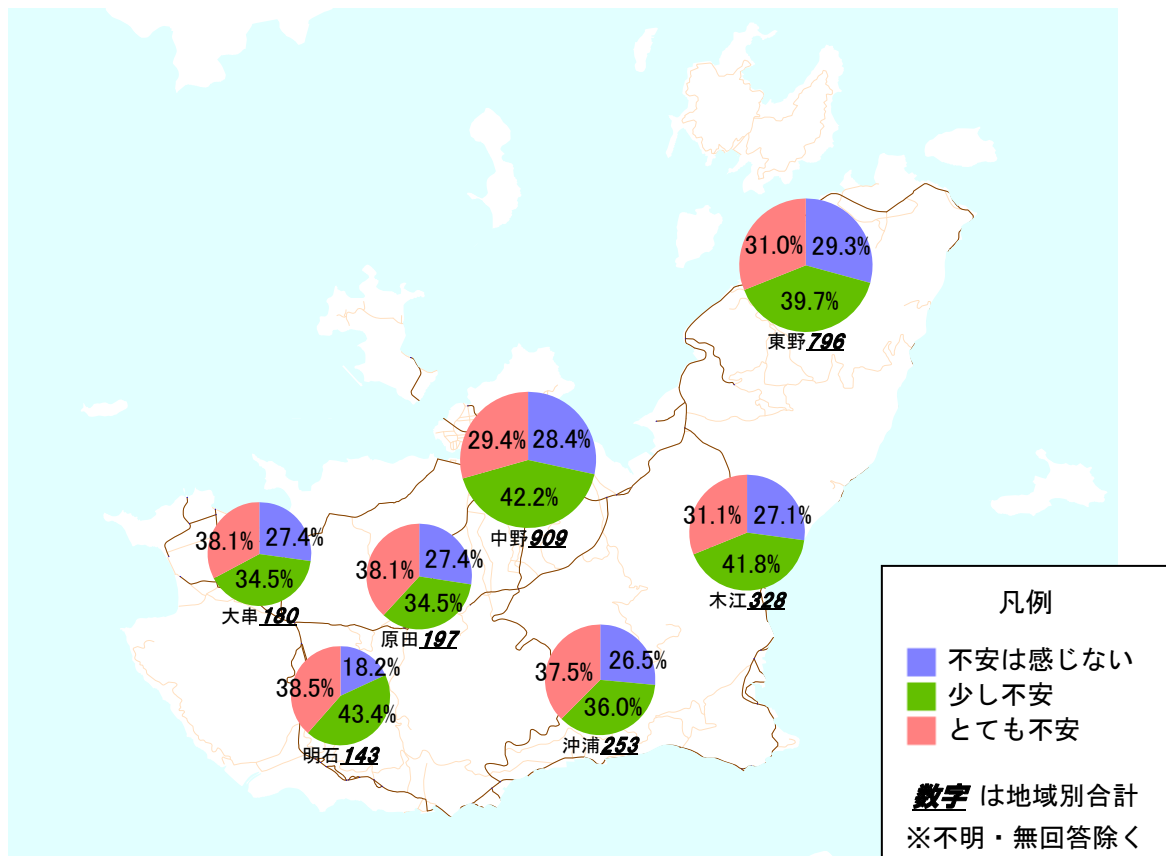 31.0%
29.3%
39.7%
東野796
29.4%
28.4%
42.2%
中野909
31.1%
27.1%
41.8%
木江328
38.1%
27.4%
34.5%
大串180
38.1%
27.4%
34.5%
原田197
38.5%
18.2%
43.4%
明石143
37.5%
26.5%
36.0%
沖浦253
凡例
不安は感じない
少し不安
とても不安
数字 は地域別合計
※不明・無回答除く